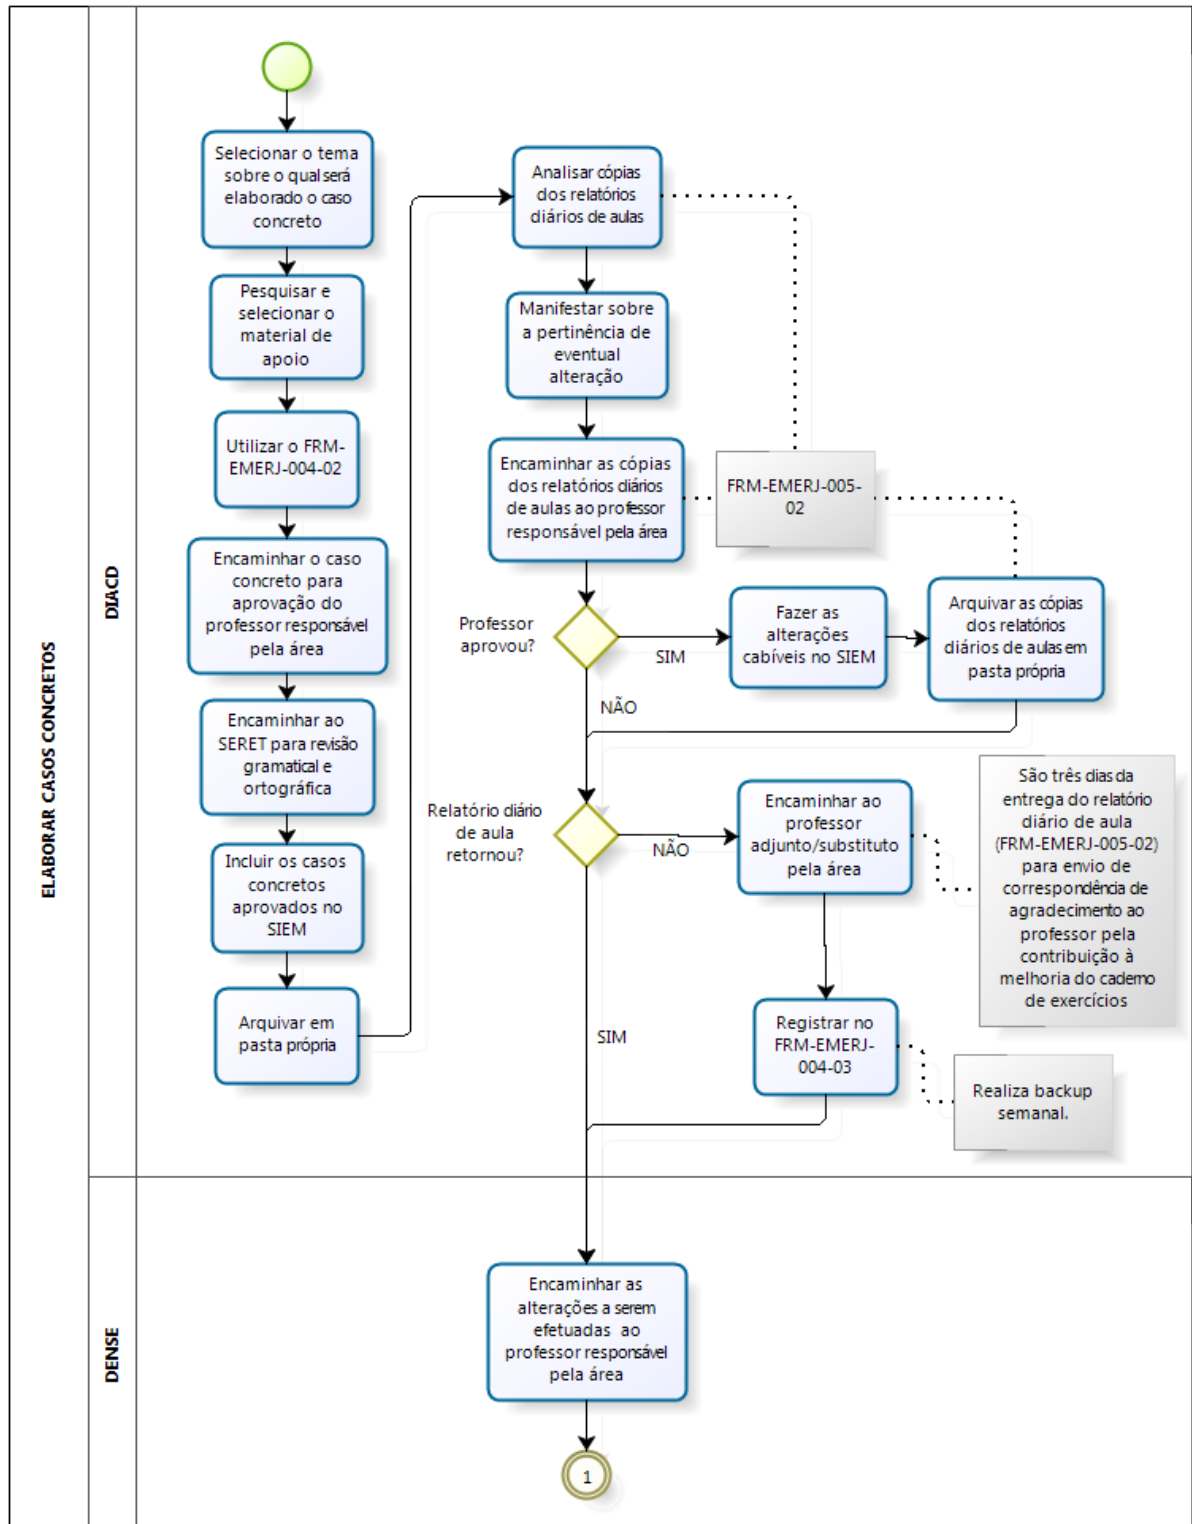 ELABORAR CASOS CONCRETOS
DIACD
Selecionar o tema
sobre o qual será
elaborado o caso
concreto
Pesquisar e
selecionar o
material de
apoio
Utilizar o FRM-
EMERJ-004-02
Encaminhar o caso
concreto para
aprovação do
professor responsável
pela área
Encaminhar ao
SERET para revisão
gramatical e
ortográfica
Incluir os casos
concretos
aprovados no
SIEM
Arquivar em
pasta própria
Analisar cópias
dos relatórios
diários de aulas
Manifestar sobre
a pertinência de
eventual
alteração
Encaminhar as cópias
dos relatórios diários
de aulas ao professor
responsável pela área
FRM-EMERJ-005-
02
Professor
aprovou?
SIM
Fazer as
alterações
cabíveis no SIEM
Arquivar as cópias
dos relatórios
diários de aulas em
pasta própria
NÃO
Relatório diário
de aula
retornou?
NÃO
Encaminhar ao
professor
adjunto/substituto
pela área
São três dias da
entrega do relatório
diário de aula
(FRM-EMERJ-005-02)
para envio de
correspondência de
agradecimento ao
professor pela
contribuição à
melhoria do caderno
de exercícios
SIM
Registrar no
FRM-EMERJ-
004-03
Realiza backup
semanal.
DENSE
Encaminhar as
alterações a serem
efetuadas ao
professor responsável
pela área
1